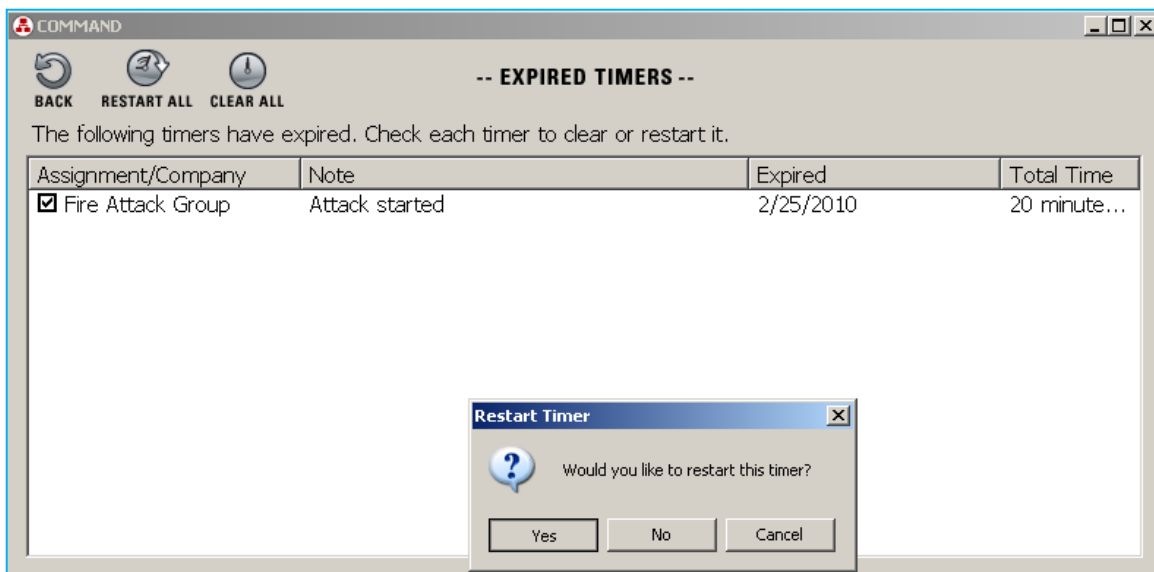 COMMAND
BACK RESTART ALL CLEAR ALL
-- EXPIRED TIMERS --
The following timers have expired. Check each timer to clear or restart it.
Assignment/Company Note Expired Total Time
Fire Attack Group Attack started 2/25/2010 20 minute...
Restart Timer
Would you like to restart this timer?
Yes No Cancel